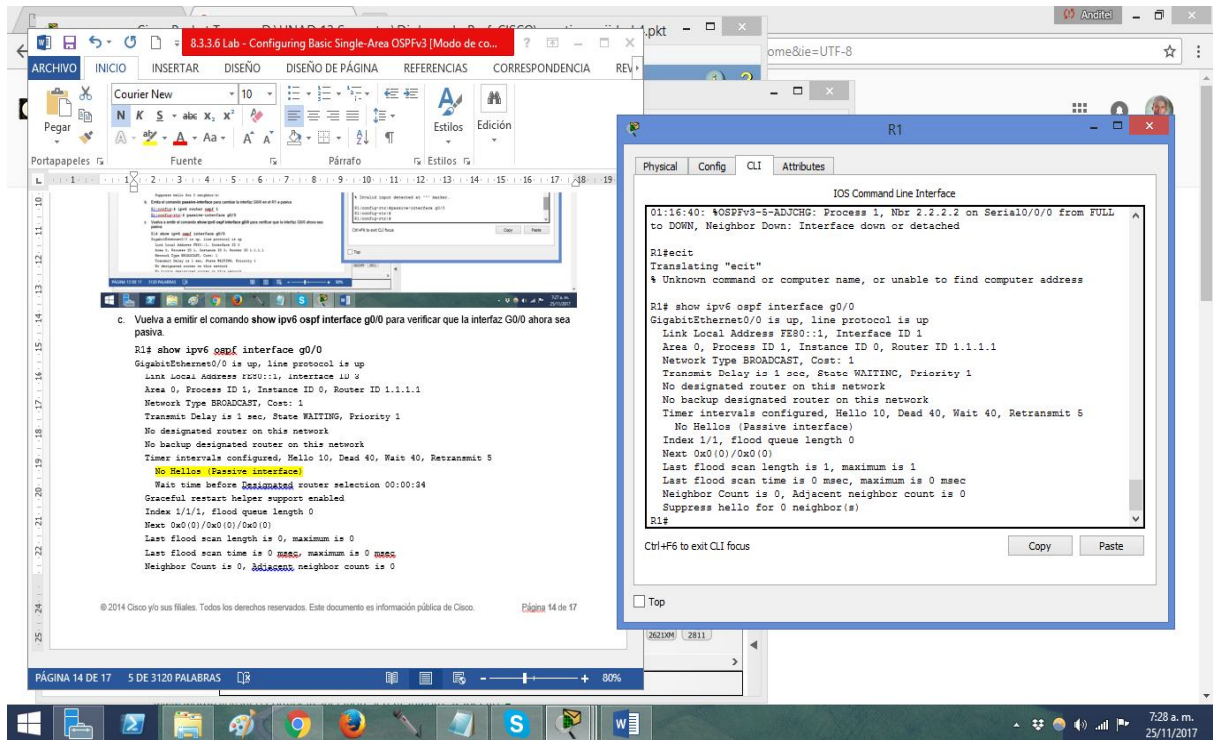 Anditel
8.3.3.6 Lab - Configuring Basic Single-Area OSPFv3 [Modo de co...
.pkt
ome&ie=UTF-8
ARCHIVO INICIO INSERTAR DISEÑO DISEÑO DE PÁGINA REFERENCIAS CORRESPONDENCIA REV
Courier New 10
Pegar
N K S abc X₂ X²
Estilos
Edición
Portapapeles Fuente Párrafo Estilos
c. Vuelva a emitir el comando show ipv6 ospf interface g0/0 para verificar que la interfaz G0/0 ahora sea
pasiva.
R1# show ipv6 ospf interface g0/0
GigabitEthernet0/0 is up, line protocol is up
Link Local Address FE80::1, Interface ID 3
Area 0, Process ID 1, Instance ID 0, Router ID 1.1.1.1
Network Type BROADCAST, Cost: 1
Transmit Delay is 1 sec, State WAITING, Priority 1
No designated router on this network
No backup designated router on this network
Timer intervals configured, Hello 10, Dead 40, Wait 40, Retransmit 5
No Hellos (Passive interface)
Wait time before Designated router selection 00:00:34
Graceful restart helper support enabled
Index 1/1/1, flood queue length 0
Next 0x0(0)/0x0(0)/0x0(0)
Last flood scan length is 0, maximum is 0
Last flood scan time is 0 msec, maximum is 0 msec
Neighbor Count is 0, Adjacent neighbor count is 0
© 2014 Cisco y/o sus filiales. Todos los derechos reservados. Este documento es información pública de Cisco. Página 14 de 17
PÁGINA 14 DE 17 5 DE 3120 PALABRAS 80%
R1
Physical Config CLI Attributes
IOS Command Line Interface
01:16:40: %OSPFv3-5-ADJCHG: Process 1, Nbr 2.2.2.2 on Serial0/0/0 from FULL
to DOWN, Neighbor Down: Interface down or detached
R1#ecit
Translating "ecit"
% Unknown command or computer name, or unable to find computer address
R1# show ipv6 ospf interface g0/0
GigabitEthernet0/0 is up, line protocol is up
Link Local Address FE80::1, Interface ID 1
Area 0, Process ID 1, Instance ID 0, Router ID 1.1.1.1
Network Type BROADCAST, Cost: 1
Transmit Delay is 1 sec, State WAITING, Priority 1
No designated router on this network
No backup designated router on this network
Timer intervals configured, Hello 10, Dead 40, Wait 40, Retransmit 5
No Hellos (Passive interface)
Index 1/1, flood queue length 0
Next 0x0(0)/0x0(0)
Last flood scan length is 1, maximum is 1
Last flood scan time is 0 msec, maximum is 0 msec
Neighbor Count is 0, Adjacent neighbor count is 0
Suppress hello for 0 neighbor(s)
R1#
Ctrl+F6 to exit CLI focus Copy Paste
Top
2621XM 2811
7:28 a. m.
25/11/2017